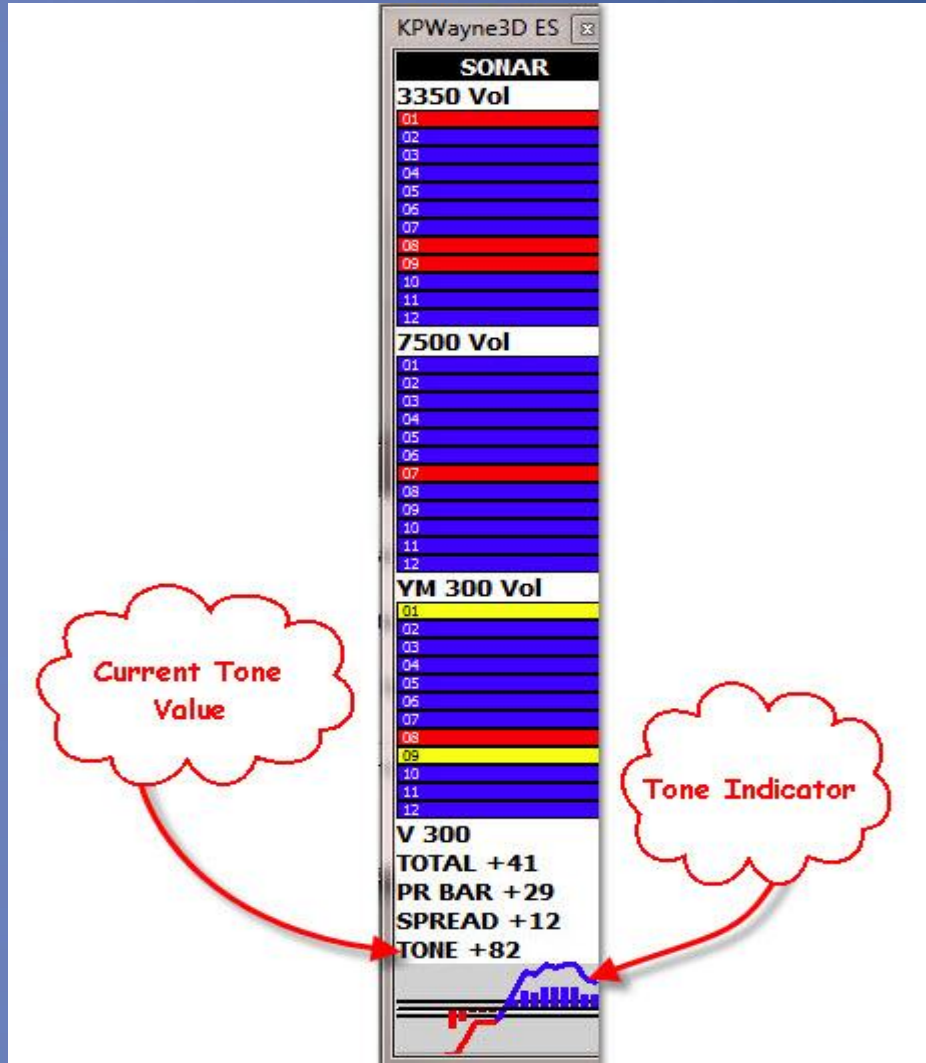 KPWayne3D ES
SONAR
3350 Vol
01
02
03
04
05
06
07
08
09
10
11
12
7500 Vol
01
02
03
04
05
06
07
08
09
10
11
12
YM 300 Vol
01
02
03
04
05
06
07
08
09
10
11
12
V 300
TOTAL +41
PR BAR +29
SPREAD +12
TONE +82
Current Tone
Value
Tone Indicator